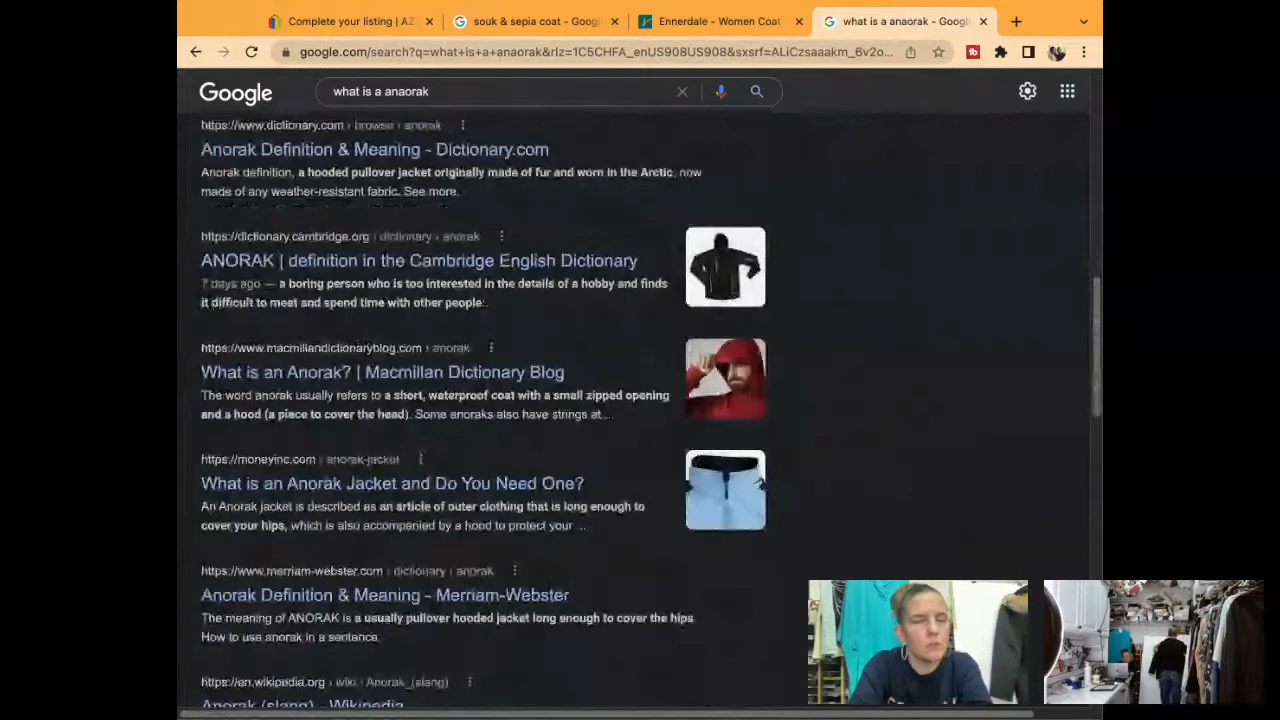 Complete your listing | AZ
souk & sepia coat - Google
Ennerdale - Women Coat
what is a anaorak - Google
google.com/search?q=what+is+a+anaorak&rlz=1C5CHFA_enUS908US908&sxsrf=ALiCzsaaakm_6v2o...
Google
what is a anaorak
https://www.dictionary.com › browse › anorak
Anorak Definition & Meaning - Dictionary.com
Anorak definition, a hooded pullover jacket originally made of fur and worn in the Arctic, now
made of any weather-resistant fabric. See more.
https://dictionary.cambridge.org › dictionary › anorak
ANORAK | definition in the Cambridge English Dictionary
7 days ago — a boring person who is too interested in the details of a hobby and finds
it difficult to meet and spend time with other people:.
https://www.macmillandictionaryblog.com › anorak
What is an Anorak? | Macmillan Dictionary Blog
The word anorak usually refers to a short, waterproof coat with a small zipped opening
and a hood (a piece to cover the head). Some anoraks also have strings at ...
https://moneyinc.com › anorak-jacket
What is an Anorak Jacket and Do You Need One?
An Anorak jacket is described as an article of outer clothing that is long enough to
cover your hips, which is also accompanied by a hood to protect your ...
https://www.merriam-webster.com › dictionary › anorak
Anorak Definition & Meaning - Merriam-Webster
The meaning of ANORAK is a usually pullover hooded jacket long enough to cover the hips.
How to use anorak in a sentence.
https://en.wikipedia.org › wiki › Anorak_(slang)
Anorak (slang) - Wikipedia